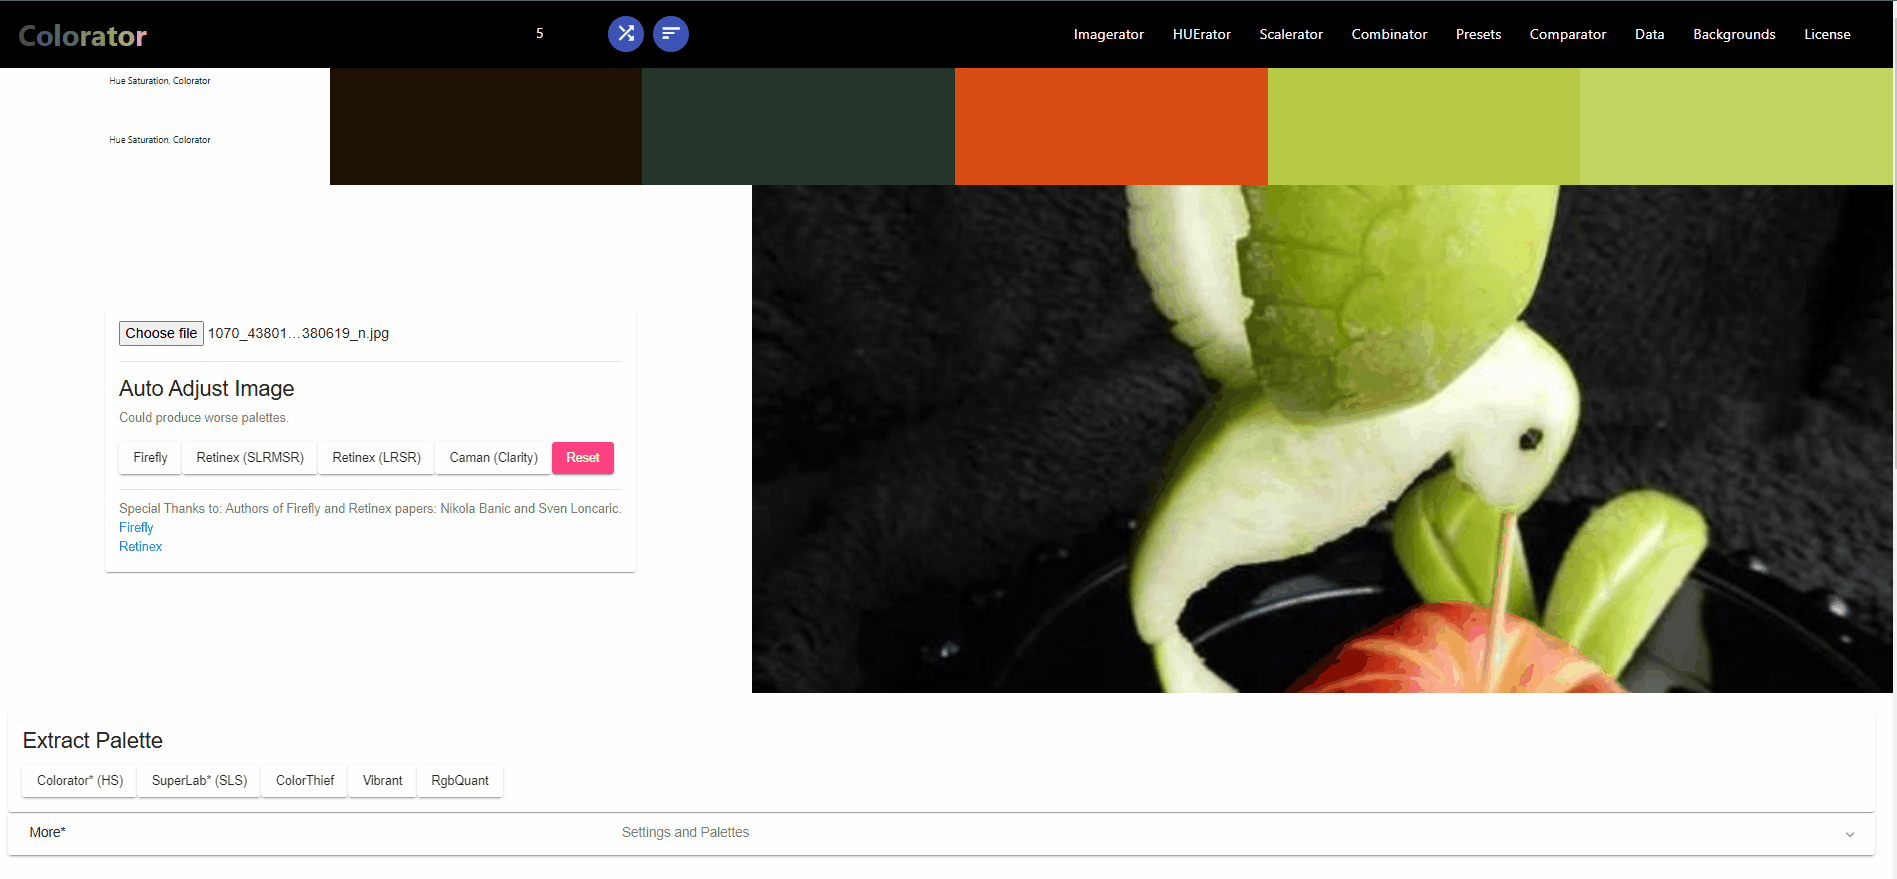 Colorator
5
Imagerator HUErator Scalerator Combinator Presets Comparator Data Backgrounds License
Hue Saturation, Colorator
Hue Saturation, Colorator
Choose file 1070_43801...380619_n.jpg
Auto Adjust Image
Could produce worse palettes.
Firefly Retinex (SLRMSR) Retinex (LRSR) Caman (Clarity) Reset
Special Thanks to: Authors of Firefly and Retinex papers: Nikola Banic and Sven Loncaric.
Firefly
Retinex
Extract Palette
Colorator* (HS) SuperLab* (SLS) ColorThief Vibrant RgbQuant
More* Settings and Palettes